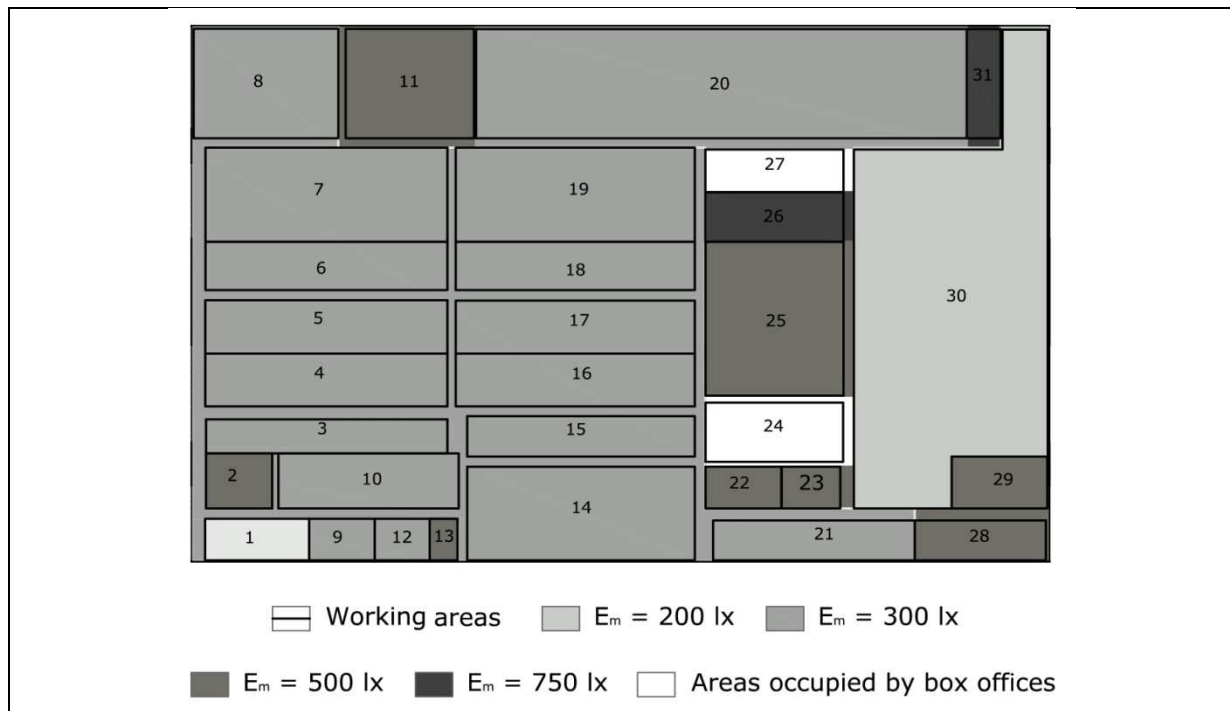 8 11 20 31
7 19 27
26
6 18
5 17 25 30
4 16
3 15 24
2 10 22 23 29
14
1 9 12 13 21 28
Working areas Eₘ = 200 lx Eₘ = 300 lx
Eₘ = 500 lx Eₘ = 750 lx Areas occupied by box offices